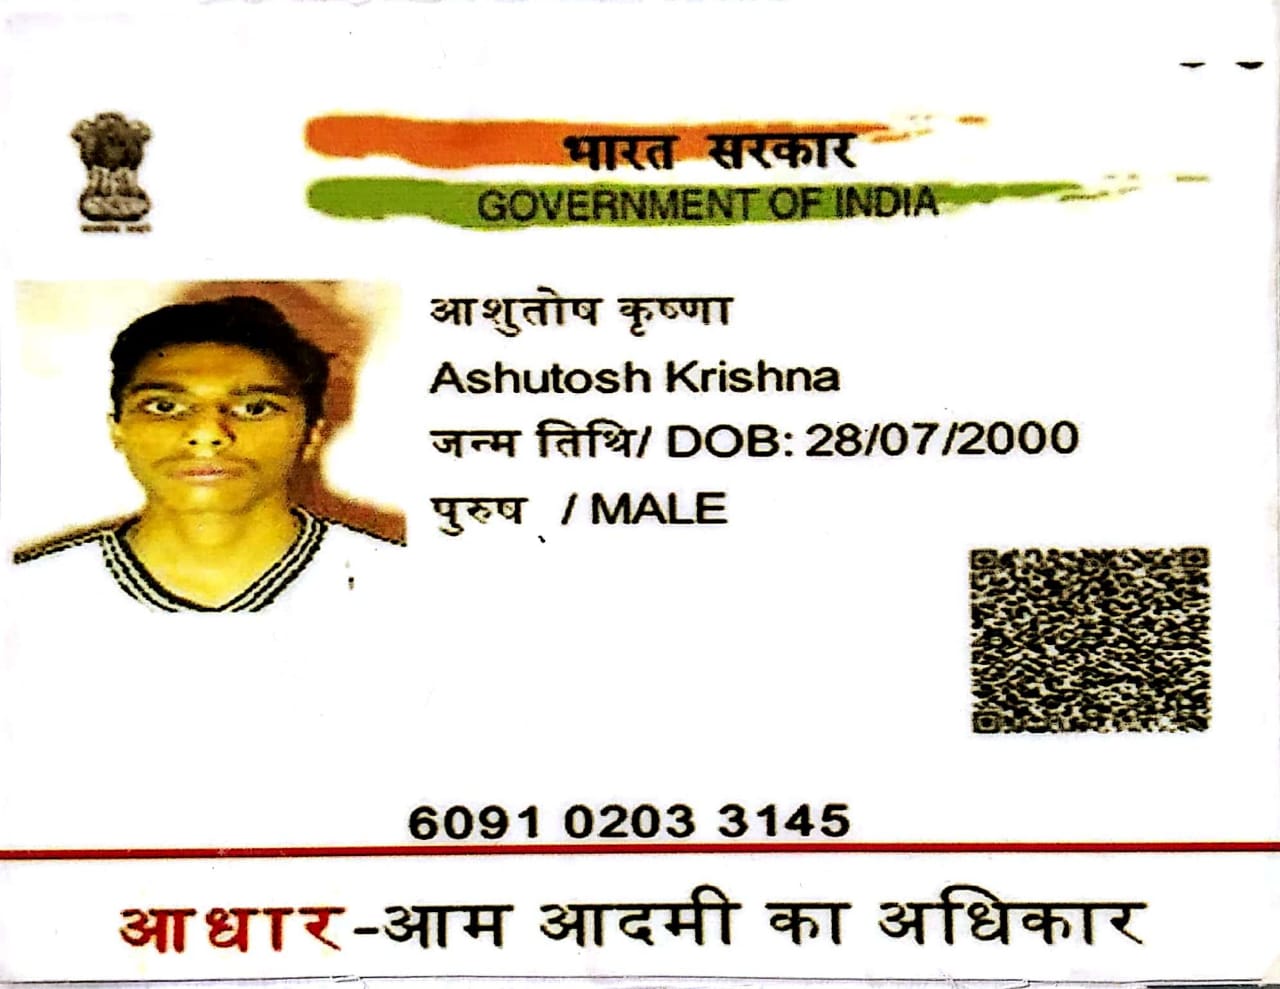 भारत सरकार
GOVERNMENT OF INDIA
आशुतोष कृष्णा
Ashutosh Krishna
जन्म तिथि/ DOB: 28/07/2000
पुरुष / MALE
6091 0203 3145
आधार-आम आदमी का अधिकार